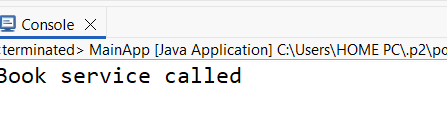 Console
<terminated> MainApp [Java Application] C:\Users\HOME PC\.p2\po
Book service called